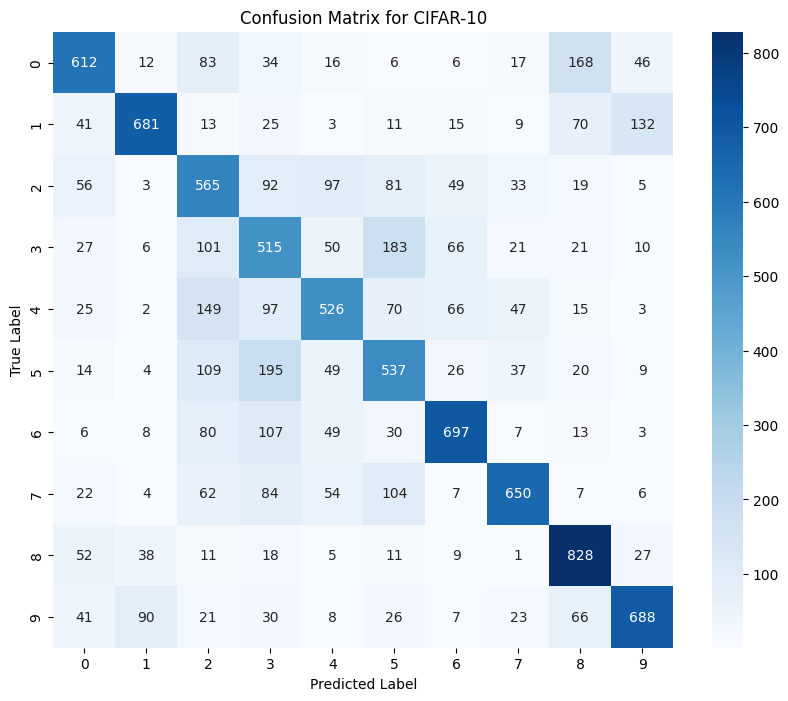 Confusion Matrix for CIFAR-10
0 612 12 83 34 16 6 6 17 168 46
1 41 681 13 25 3 11 15 9 70 132
2 56 3 565 92 97 81 49 33 19 5
3 27 6 101 515 50 183 66 21 21 10
4 25 2 149 97 526 70 66 47 15 3
5 14 4 109 195 49 537 26 37 20 9
6 6 8 80 107 49 30 697 7 13 3
7 22 4 62 84 54 104 7 650 7 6
8 52 38 11 18 5 11 9 1 828 27
9 41 90 21 30 8 26 7 23 66 688
0 1 2 3 4 5 6 7 8 9
Predicted Label
True Label
800
700
600
500
400
300
200
100